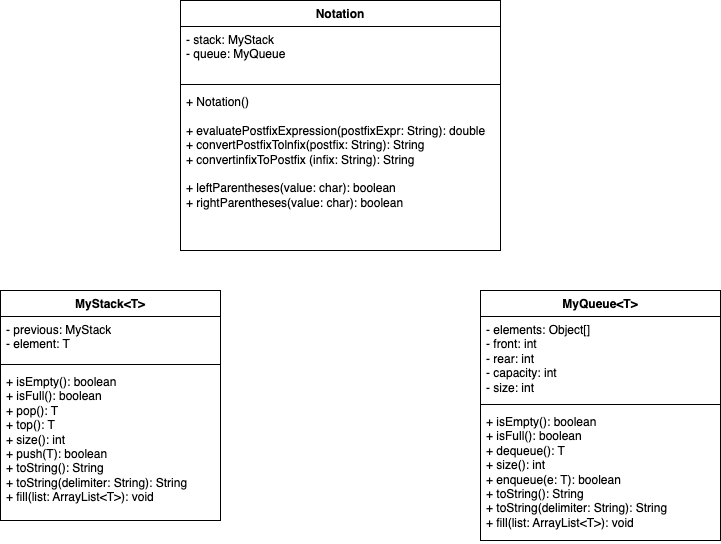 Notation
- stack: MyStack
- queue: MyQueue
+ Notation()
+ evaluatePostfixExpression(postfixExpr: String): double
+ convertPostfixToInfix(postfix: String): String
+ convertinfixToPostfix (infix: String): String
+ leftParentheses(value: char): boolean
+ rightParentheses(value: char): boolean
MyStack<T>
- previous: MyStack
- element: T
+ isEmpty(): boolean
+ isFull(): boolean
+ pop(): T
+ top(): T
+ size(): int
+ push(T): boolean
+ toString(): String
+ toString(delimiter: String): String
+ fill(list: ArrayList<T>): void
MyQueue<T>
- elements: Object[]
- front: int
- rear: int
- capacity: int
- size: int
+ isEmpty(): boolean
+ isFull(): boolean
+ dequeue(): T
+ size(): int
+ enqueue(e: T): boolean
+ toString(): String
+ toString(delimiter: String): String
+ fill(list: ArrayList<T>): void